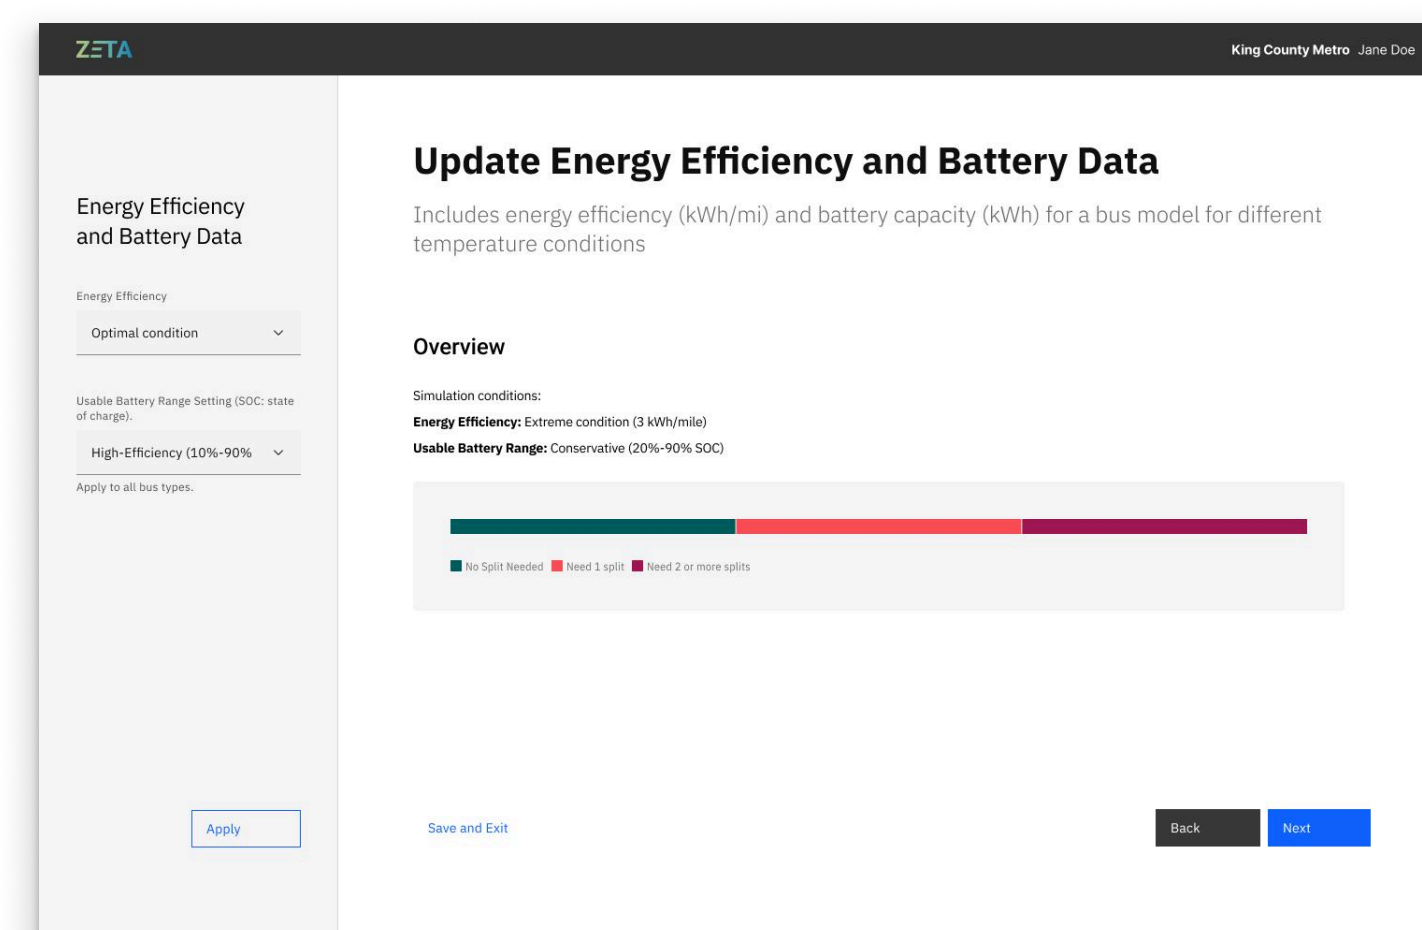 ZETA
King County Metro Jane Doe
Energy Efficiency
and Battery Data
Energy Efficiency
Optimal condition
Usable Battery Range Setting (SOC: state
of charge).
High-Efficiency (10%-90%
Apply to all bus types.
Apply
Update Energy Efficiency and Battery Data
Includes energy efficiency (kWh/mi) and battery capacity (kWh) for a bus model for different
temperature conditions
Overview
Simulation conditions:
Energy Efficiency: Extreme condition (3 kWh/mile)
Usable Battery Range: Conservative (20%-90% SOC)
No Split Needed Need 1 split Need 2 or more splits
Save and Exit
Back
Next